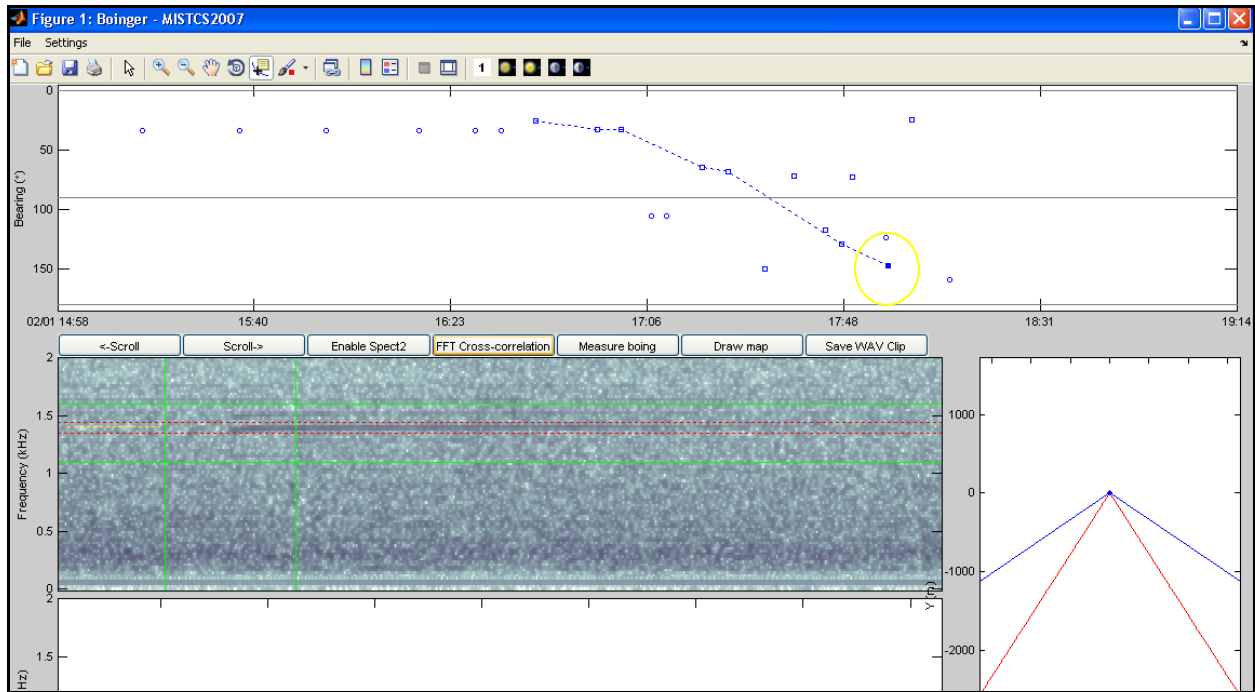 Figure 1: Boinger - MISTCS2007
File Settings
1
0
50
100
150
Bearing (°)
02/01 14:58 15:40 16:23 17:06 17:48 18:31 19:14
<-Scroll Scroll-> Enable Spect2 FFT Cross-correlation Measure boing Draw map Save WAV Clip
2
1.5
1
0.5
0
Frequency (kHz)
1000
0
-1000
-2000
Y (m)
2
1.5
Hz)